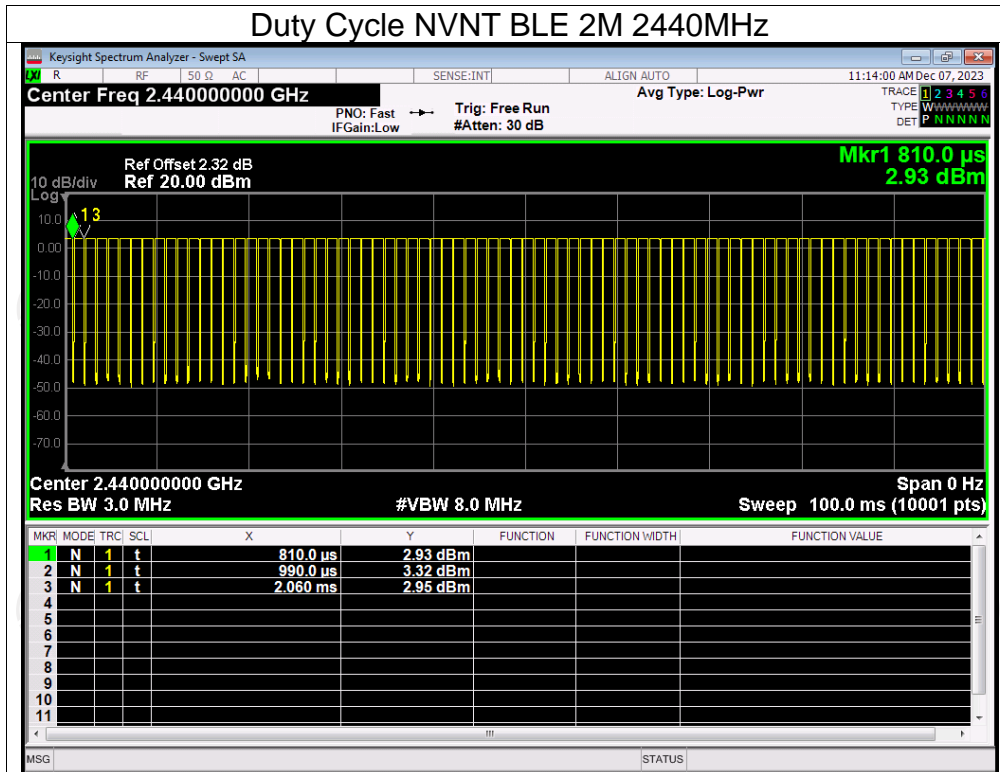 Duty Cycle NVNT BLE 2M 2440MHz
Keysight Spectrum Analyzer - Swept SA
LXI R RF 50 Ω AC SENSE:INT ALIGN AUTO 11:14:00 AM Dec 07, 2023
Center Freq 2.440000000 GHz Avg Type: Log-Pwr TRACE 1 2 3 4 5 6
PNO: Fast Trig: Free Run TYPE WWWWWW
IFGain:Low #Atten: 30 dB DET P N N N N N
Mkr1 810.0 µs
Ref Offset 2.32 dB 2.93 dBm
10 dB/div Ref 20.00 dBm
Log
10.0 1 3
0.00
-10.0
-20.0
-30.0
-40.0
-50.0
-60.0
-70.0
Center 2.440000000 GHz Span 0 Hz
Res BW 3.0 MHz #VBW 8.0 MHz Sweep 100.0 ms (10001 pts)
MKR MODE TRC SCL X Y FUNCTION FUNCTION WIDTH FUNCTION VALUE
1 N 1 t 810.0 µs 2.93 dBm
2 N 1 t 990.0 µs 3.32 dBm
3 N 1 t 2.060 ms 2.95 dBm
4
5
6
7
8
9
10
11
MSG STATUS